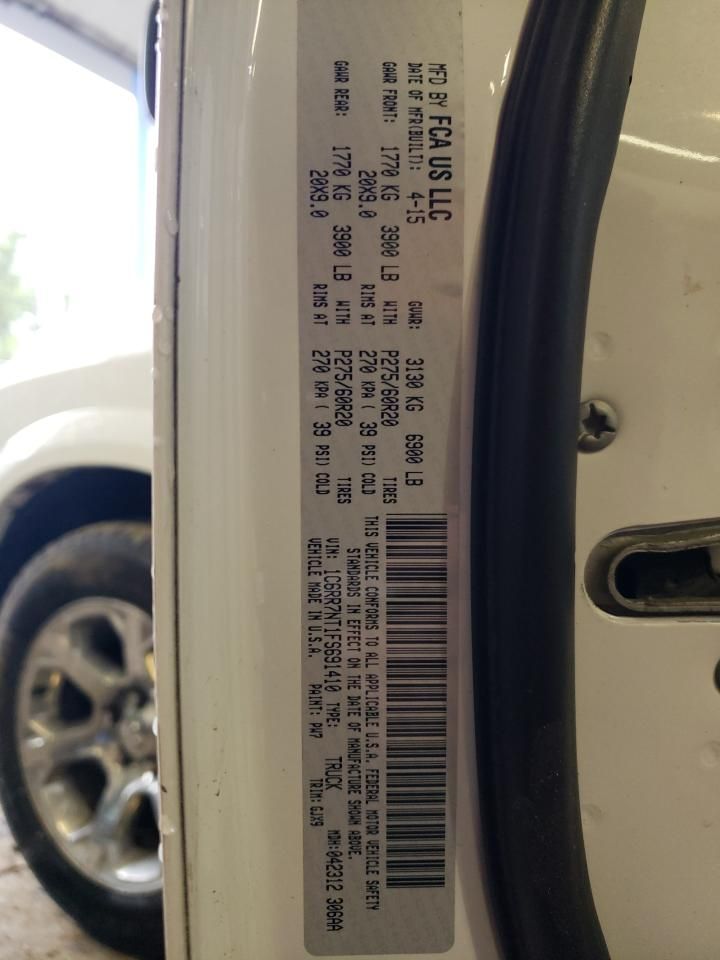 MFD BY FCA US LLC
DATE OF MFR(BUILT): 4-15 GVWR: 3130 KG 6900 LB
GAWR FRONT: 1770 KG 3900 LB WITH P275/60R20 TIRES
20X9.0 RIMS AT 270 KPA ( 39 PSI) COLD
GAWR REAR: 1770 KG 3900 LB WITH P275/60R20 TIRES
20X9.0 RIMS AT 270 KPA ( 39 PSI) COLD
THIS VEHICLE CONFORMS TO ALL APPLICABLE U.S.A. FEDERAL MOTOR VEHICLE SAFETY
STANDARDS IN EFFECT ON THE DATE OF MANUFACTURE SHOWN ABOVE.
VIN: 1C6RR7NT1FS691410 TYPE: TRUCK MDH:042312 306AA
VEHICLE MADE IN U.S.A. PAINT: PW7 TRIM: GJX9